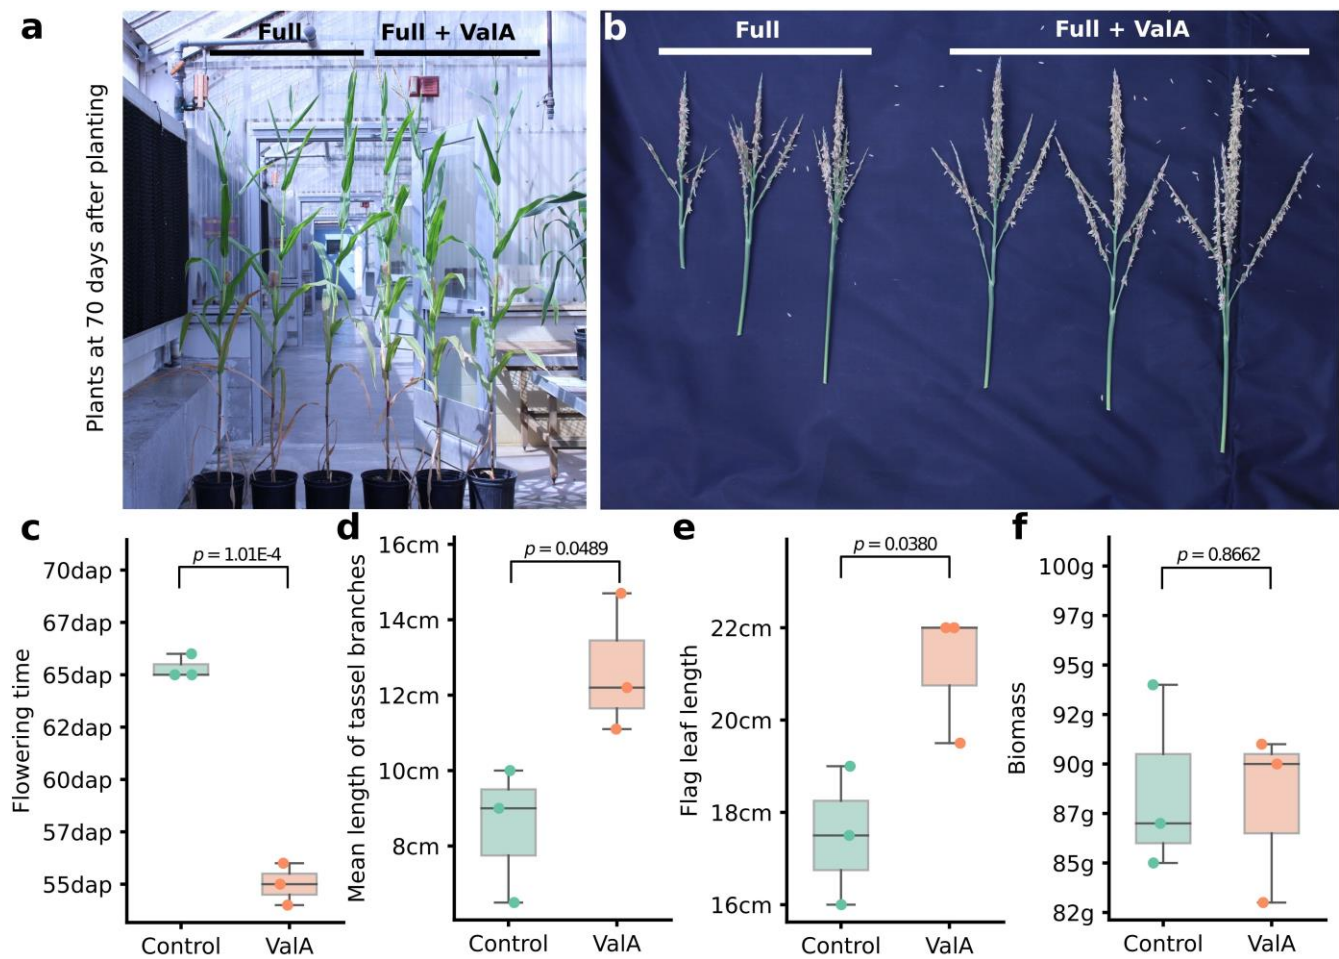 a
Full
Full + ValA
Plants at 70 days after planting
b
Full
Full + ValA
c
p = 1.01E-4
70dap
67dap
65dap
62dap
60dap
57dap
55dap
Flowering time
Control
ValA
d
p = 0.0489
16cm
14cm
12cm
10cm
8cm
Mean length of tassel branches
Control
ValA
e
p = 0.0380
22cm
20cm
18cm
16cm
Flag leaf length
Control
ValA
f
p = 0.8662
100g
97g
95g
92g
90g
87g
85g
82g
Biomass
Control
ValA